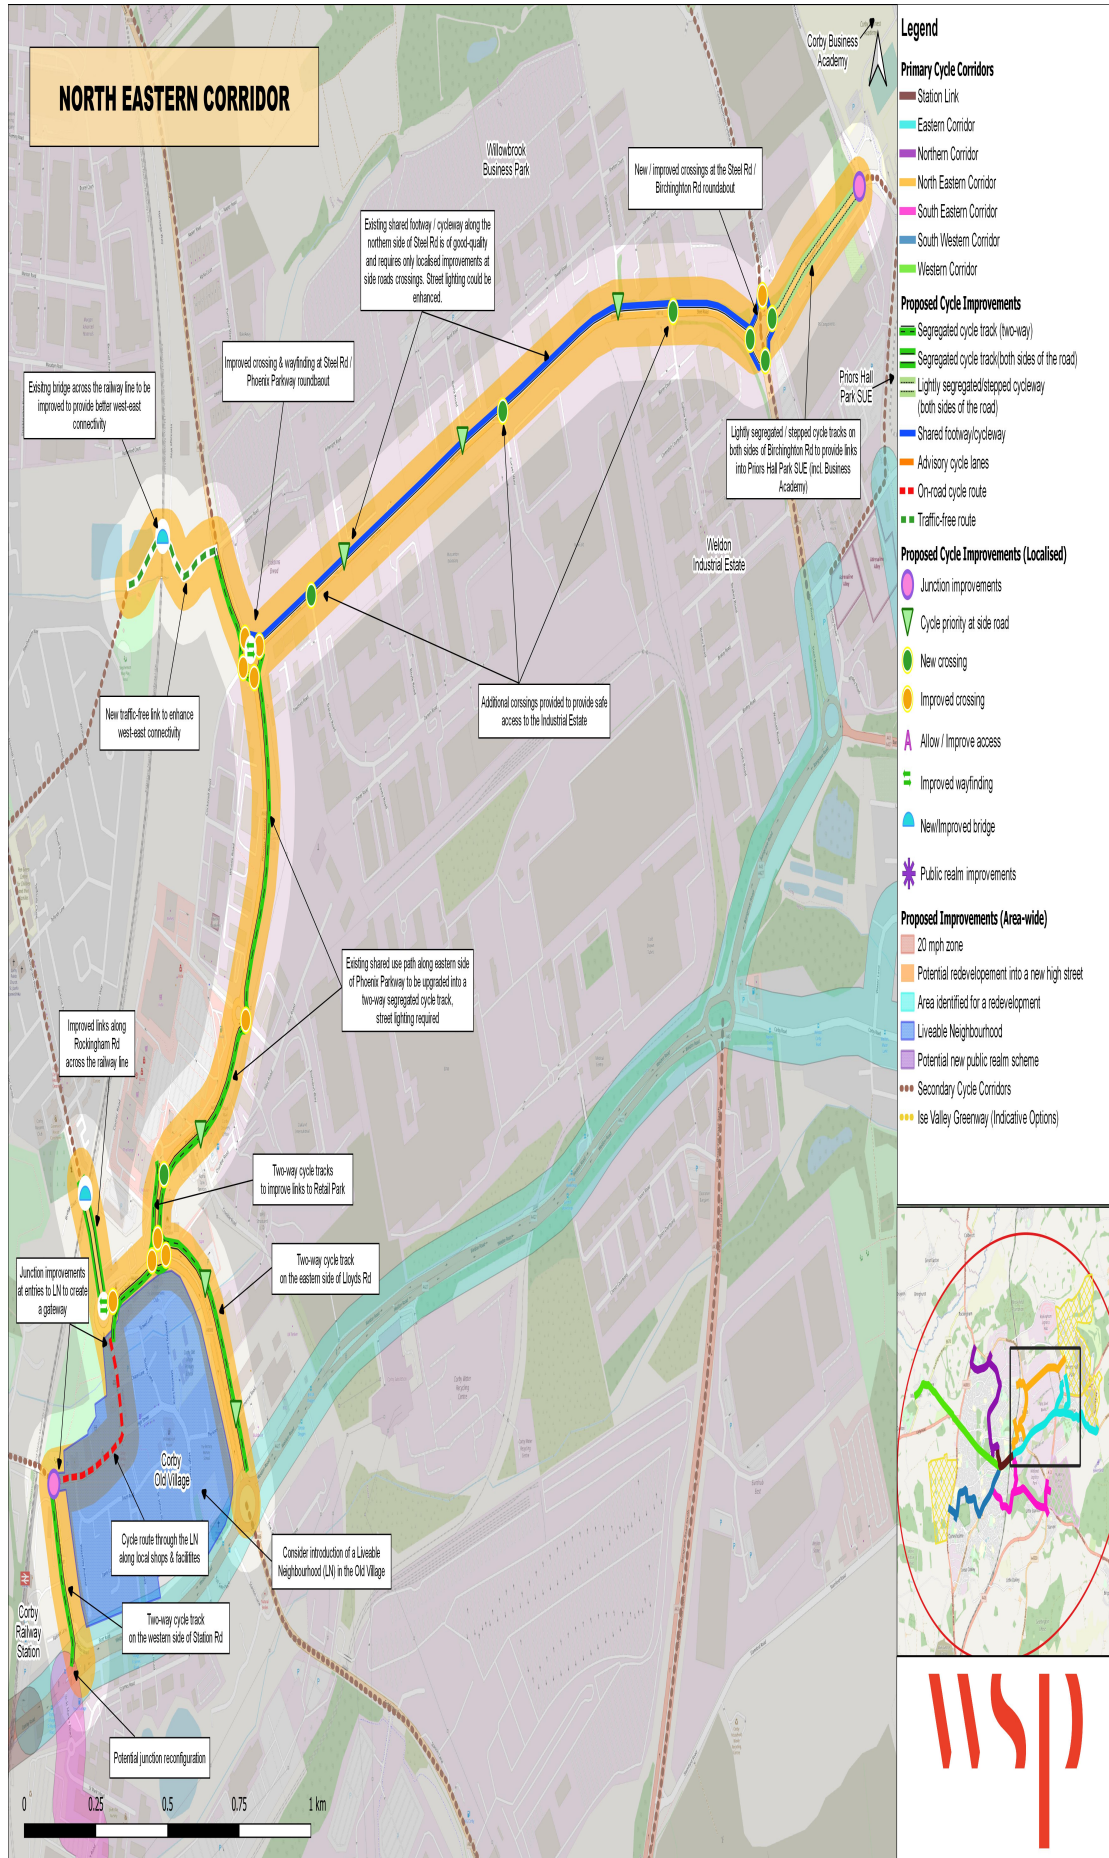 NORTH EASTERN CORRIDOR
Corby Business
Academy
Willowbrook
Business Park
New / improved crossings at the Steel Rd /
Birchinghton Rd roundabout
Existing shared footway / cycleway along the
northern side of Steel Rd is of good-quality
and requires only localised improvements at
side roads crossings. Street lighting could be
enhanced.
Improved crossing & wayfinding at Steel Rd /
Phoenix Parkway roundbaout
Exisitng bridge across the railway line to be
improved to provide better west-east
connectivity
Priors Hall
Park SUE
Lightly segregated / stepped cycle tracks on
both sides of Birchinghton Rd to provide links
into Priors Hall Park SUE (incl. Business
Academy)
Weldon
Industrial Estate
New traffic-free link to enhance
west-east connectivity
Additional corssings provided to provide safe
access to the Industrial Estate
Existing shared use path along eastern side
of Phoenix Parkway to be upgraded into a
two-way segregated cycle track,
street lighting required
Improved links along
Rockingham Rd
across the railway line
Two-way cycle tracks
to improve links to Retail Park
Two-way cycle track
on the eastern side of Lloyds Rd
Junction improvements
at entries to LN to create
a gateway
Corby
Old Village
Cycle route through the LN
along local shops & facilitites
Consider introduction of a Liveable
Neighbourhood (LN) in the Old Village
Corby
Railway
Station
Two-way cycle track
on the western side of Station Rd
Potential junction reconfiguration
0 0.25 0.5 0.75 1 km
Legend
Primary Cycle Corridors
Station Link
Eastern Corridor
Northern Corridor
North Eastern Corridor
South Eastern Corridor
South Western Corridor
Western Corridor
Proposed Cycle Improvements
Segregated cycle track (two-way)
Segregated cycle track(both sides of the road)
Lightly segregated/stepped cycleway
(both sides of the road)
Shared footway/cycleway
Advisory cycle lanes
On-road cycle route
Traffic-free route
Proposed Cycle Improvements (Localised)
Junction improvements
Cycle priority at side road
New crossing
Improved crossing
Allow / Improve access
Improved wayfinding
New/Improved bridge
Public realm improvements
Proposed Improvements (Area-wide)
20 mph zone
Potential redevelopement into a new high street
Area identified for a redevelopment
Liveable Neighbourhood
Potential new public realm scheme
Secondary Cycle Corridors
Ise Valley Greenway (Indicative Options)
wsp